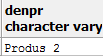 denpr
character vary
Produs 2